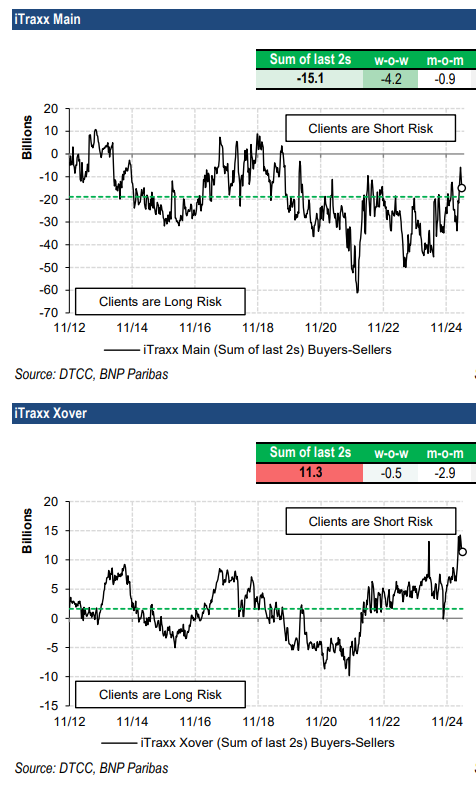 iTraxx Main
Sum of last 2s w-o-w m-o-m
-15.1 -4.2 -0.9
Billions
20
10
0
-10
-20
-30
-40
-50
-60
-70
Clients are Short Risk
Clients are Long Risk
11/12 11/14 11/16 11/18 11/20 11/22 11/24
iTraxx Main (Sum of last 2s) Buyers-Sellers
Source: DTCC, BNP Paribas
iTraxx Xover
Sum of last 2s w-o-w m-o-m
11.3 -0.5 -2.9
Billions
20
15
10
5
0
-5
-10
-15
Clients are Short Risk
Clients are Long Risk
11/12 11/14 11/16 11/18 11/20 11/22 11/24
iTraxx Xover (Sum of last 2s) Buyers-Sellers
Source: DTCC, BNP Paribas